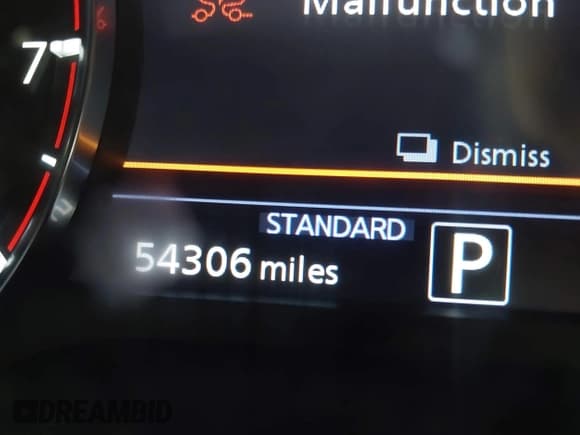 Malfunction
7
Dismiss
STANDARD
54306 miles
P
DREAMBID